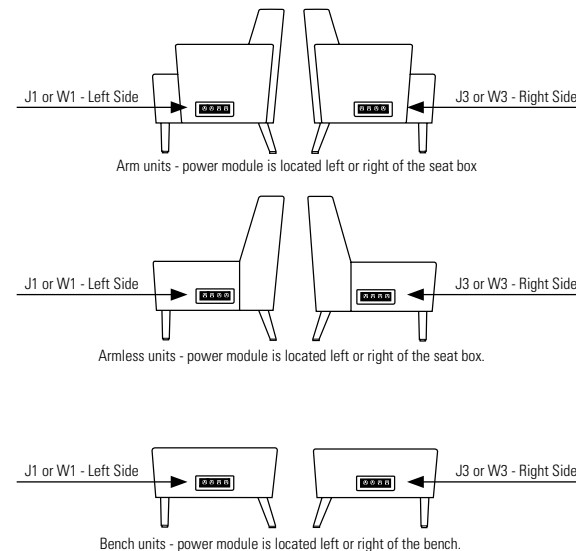 J1 or W1 - Left Side
J3 or W3 - Right Side
Arm units - power module is located left or right of the seat box
J1 or W1 - Left Side
J3 or W3 - Right Side
Armless units - power module is located left or right of the seat box.
J1 or W1 - Left Side
J3 or W3 - Right Side
Bench units - power module is located left or right of the bench.